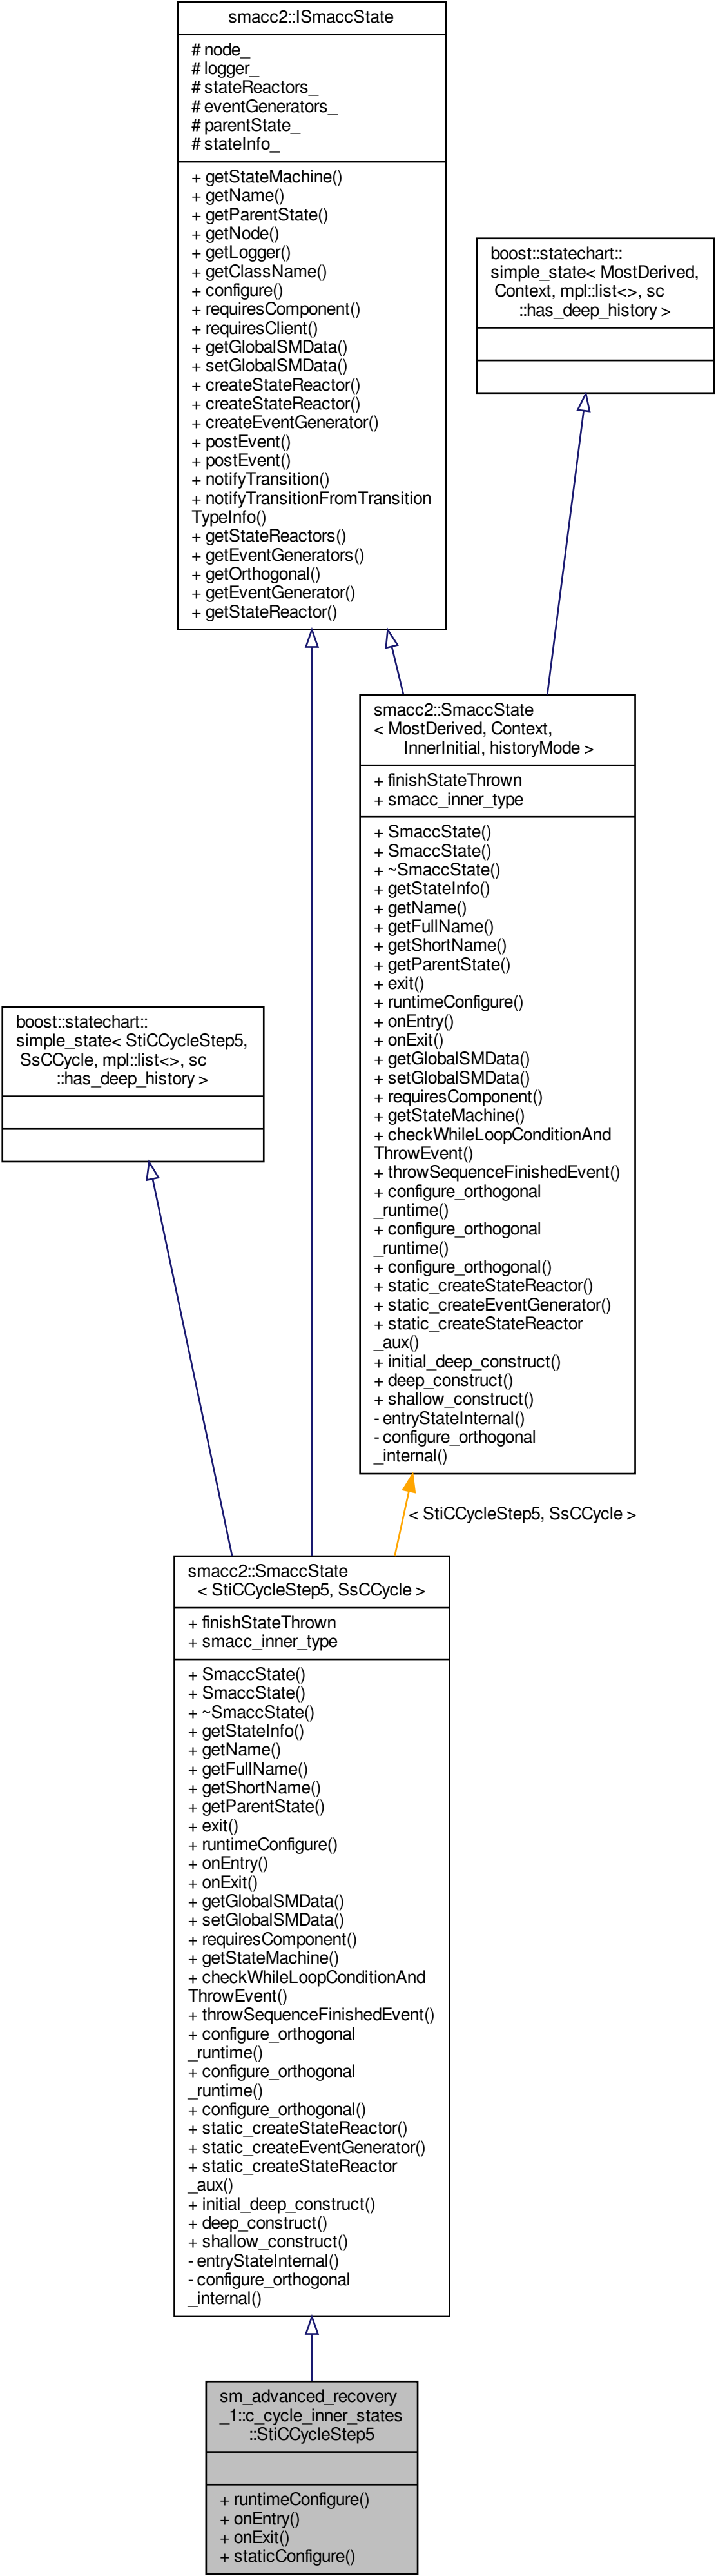 smacc2::ISmaccState
# node_
# logger_
# stateReactors_
# eventGenerators_
# parentState_
# stateInfo_
+ getStateMachine()
+ getName()
+ getParentState()
+ getNode()
+ getLogger()
+ getClassName()
+ configure()
+ requiresComponent()
+ requiresClient()
+ getGlobalSMData()
+ setGlobalSMData()
+ createStateReactor()
+ createStateReactor()
+ createEventGenerator()
+ postEvent()
+ postEvent()
+ notifyTransition()
+ notifyTransitionFromTransition
TypeInfo()
+ getStateReactors()
+ getEventGenerators()
+ getOrthogonal()
+ getEventGenerator()
+ getStateReactor()
boost::statechart::
simple_state< MostDerived,
Context, mpl::list<>, sc
::has_deep_history >
smacc2::SmaccState
< MostDerived, Context,
InnerInitial, historyMode >
+ finishStateThrown
+ smacc_inner_type
+ SmaccState()
+ SmaccState()
+ ~SmaccState()
+ getStateInfo()
+ getName()
+ getFullName()
+ getShortName()
+ getParentState()
+ exit()
+ runtimeConfigure()
+ onEntry()
+ onExit()
+ getGlobalSMData()
+ setGlobalSMData()
+ requiresComponent()
+ getStateMachine()
+ checkWhileLoopConditionAnd
ThrowEvent()
+ throwSequenceFinishedEvent()
+ configure_orthogonal
_runtime()
+ configure_orthogonal
_runtime()
+ configure_orthogonal()
+ static_createStateReactor()
+ static_createEventGenerator()
+ static_createStateReactor
_aux()
+ initial_deep_construct()
+ deep_construct()
+ shallow_construct()
- entryStateInternal()
- configure_orthogonal
_internal()
boost::statechart::
simple_state< StiCCycleStep5,
SsCCycle, mpl::list<>, sc
::has_deep_history >
< StiCCycleStep5, SsCCycle >
smacc2::SmaccState
< StiCCycleStep5, SsCCycle >
+ finishStateThrown
+ smacc_inner_type
+ SmaccState()
+ SmaccState()
+ ~SmaccState()
+ getStateInfo()
+ getName()
+ getFullName()
+ getShortName()
+ getParentState()
+ exit()
+ runtimeConfigure()
+ onEntry()
+ onExit()
+ getGlobalSMData()
+ setGlobalSMData()
+ requiresComponent()
+ getStateMachine()
+ checkWhileLoopConditionAnd
ThrowEvent()
+ throwSequenceFinishedEvent()
+ configure_orthogonal
_runtime()
+ configure_orthogonal
_runtime()
+ configure_orthogonal()
+ static_createStateReactor()
+ static_createEventGenerator()
+ static_createStateReactor
_aux()
+ initial_deep_construct()
+ deep_construct()
+ shallow_construct()
- entryStateInternal()
- configure_orthogonal
_internal()
sm_advanced_recovery
_1::c_cycle_inner_states
::StiCCycleStep5
+ runtimeConfigure()
+ onEntry()
+ onExit()
+ staticConfigure()